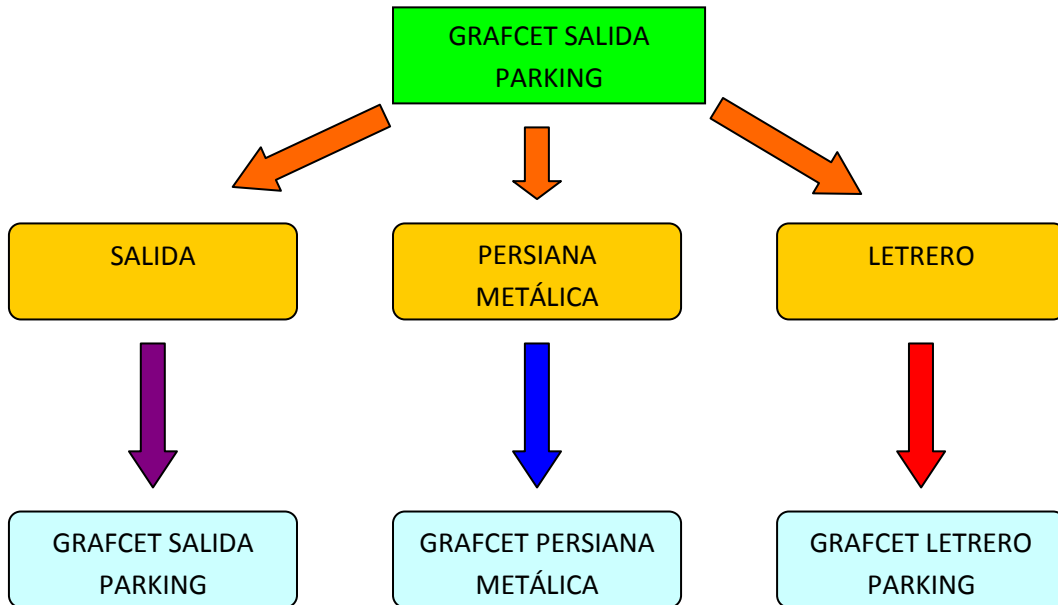 GRAFCET SALIDA
PARKING
SALIDA
PERSIANA
METÁLICA
LETRERO
GRAFCET SALIDA
PARKING
GRAFCET PERSIANA
METÁLICA
GRAFCET LETRERO
PARKING